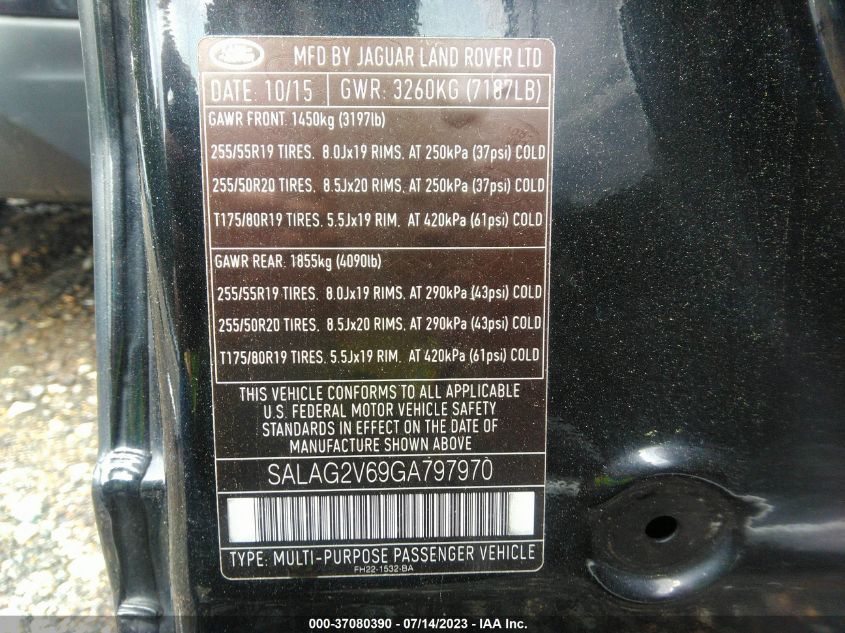 MFD BY JAGUAR LAND ROVER LTD
DATE: 10/15 GWR: 3260KG (7187LB)
GAWR FRONT. 1450kg (3197lb)
255/55R19 TIRES. 8.0Jx19 RIMS. AT 250kPa (37psi) COLD
255/50R20 TIRES. 8.5Jx20 RIMS. AT 250kPa (37psi) COLD
T175/80R19 TIRES. 5.5Jx19 RIM. AT 420kPa (61psi) COLD
GAWR REAR. 1855kg (4090lb)
255/55R19 TIRES. 8.0Jx19 RIMS. AT 290kPa (43psi) COLD
255/50R20 TIRES. 8.5Jx20 RIMS. AT 290kPa (43psi) COLD
T175/80R19 TIRES. 5.5Jx19 RIM. AT 420kPa (61psi) COLD
THIS VEHICLE CONFORMS TO ALL APPLICABLE
U.S. FEDERAL MOTOR VEHICLE SAFETY
STANDARDS IN EFFECT ON THE DATE OF
MANUFACTURE SHOWN ABOVE
SALAG2V69GA797970
TYPE: MULTI-PURPOSE PASSENGER VEHICLE
FH22-1532-BA
000-37080390 - 07/14/2023 - IAA Inc.